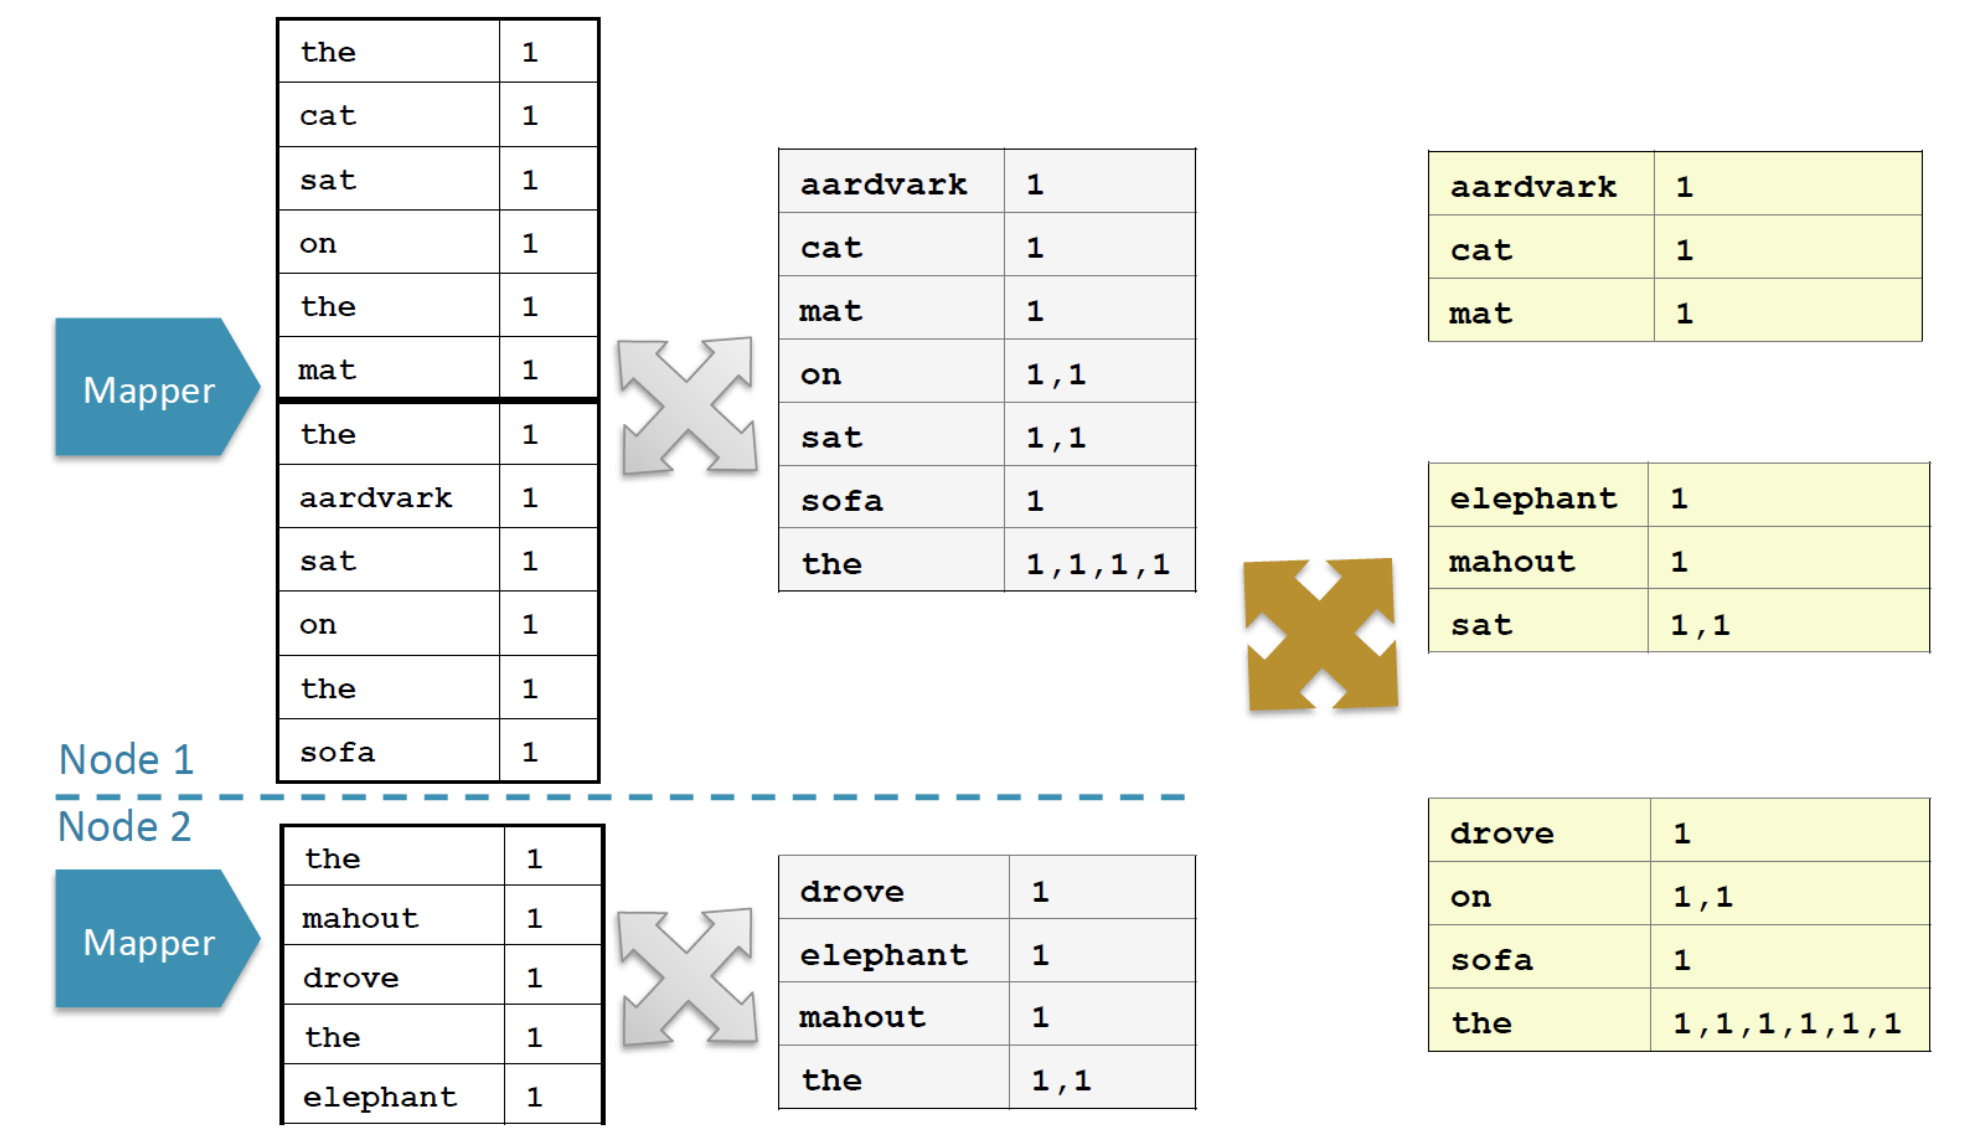 the 1
cat 1
sat 1
on 1
the 1
mat 1
the 1
aardvark 1
sat 1
on 1
the 1
sofa 1
Mapper
Node 1
aardvark 1
cat 1
mat 1
on 1,1
sat 1,1
sofa 1
the 1,1,1,1
Node 2
Mapper
the 1
mahout 1
drove 1
the 1
elephant 1
drove 1
elephant 1
mahout 1
the 1,1
aardvark 1
cat 1
mat 1
elephant 1
mahout 1
sat 1,1
drove 1
on 1,1
sofa 1
the 1,1,1,1,1,1